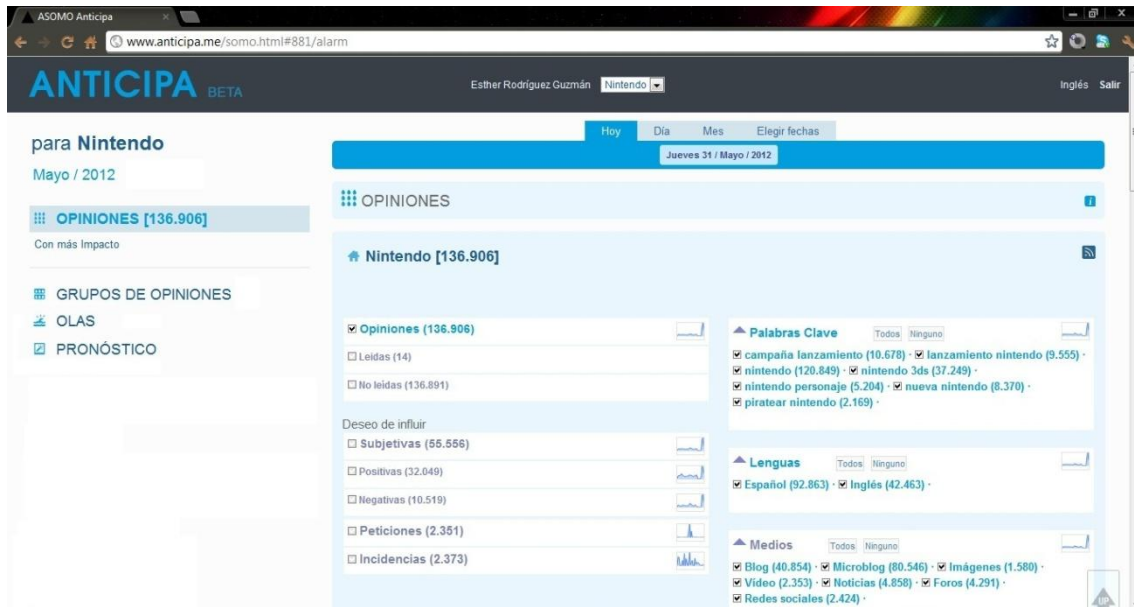 ASOMO Anticipa
www.anticipa.me/somo.html#881/alarm
ANTICIPA BETA
Esther Rodríguez Guzmán Nintendo
Inglés Salir
para Nintendo
Mayo / 2012
OPINIONES [136.906]
Con más Impacto
GRUPOS DE OPINIONES
OLAS
PRONÓSTICO
Hoy Día Mes Elegir fechas
Jueves 31 / Mayo / 2012
OPINIONES
Nintendo [136.906]
Opiniones (136.906)
Leídas (14)
No leídas (136.891)
Deseo de influir
Subjetivas (55.556)
Positivas (32.049)
Negativas (10.519)
Peticiones (2.351)
Incidencias (2.373)
Palabras Clave Todos Ninguno
campaña lanzamiento (10.678) · lanzamiento nintendo (9.555) ·
nintendo (120.849) · nintendo 3ds (37.249) ·
nintendo personaje (5.204) · nueva nintendo (8.370) ·
piratear nintendo (2.169) ·
Lenguas Todos Ninguno
Español (92.863) · Inglés (42.463) ·
Medios Todos Ninguno
Blog (40.854) · Microblog (80.546) · Imágenes (1.580) ·
Vídeo (2.353) · Noticias (4.858) · Foros (4.291) ·
Redes sociales (2.424) ·
UP